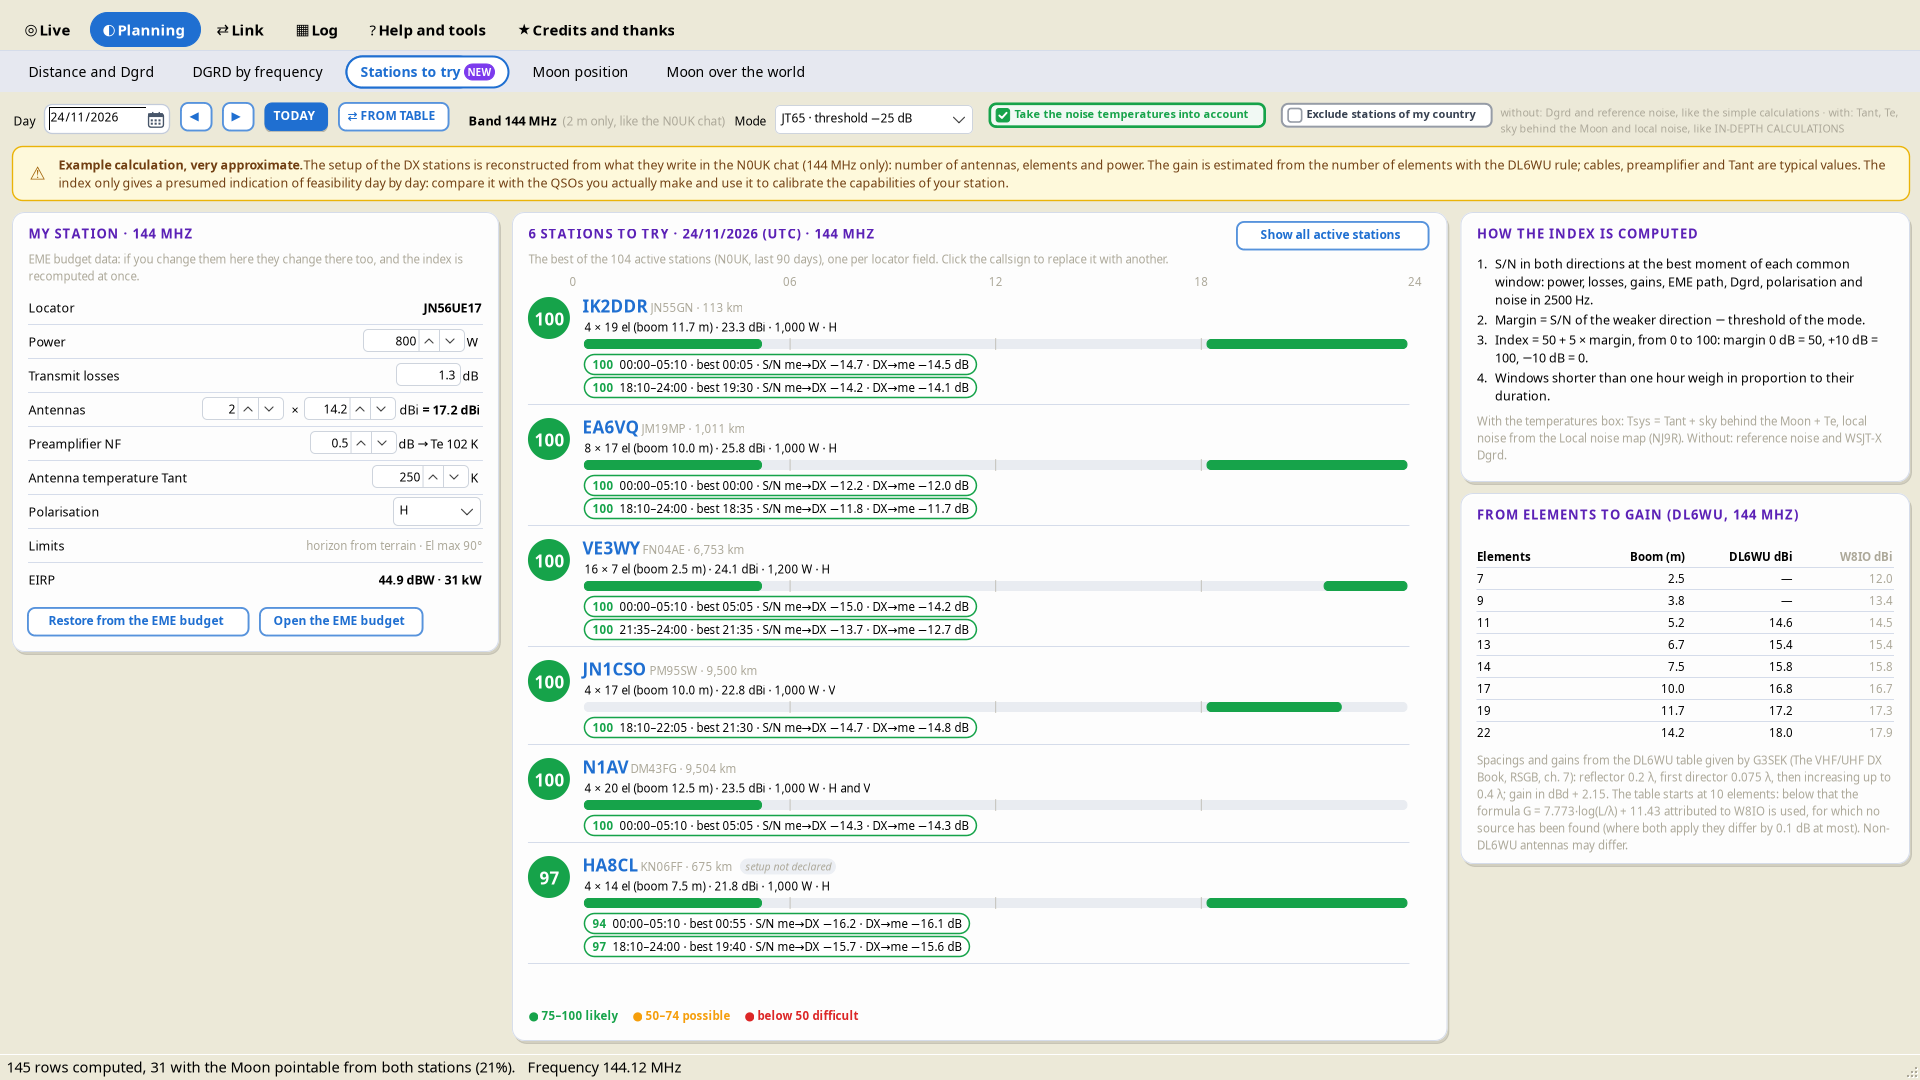 ◎ Live ◐ Planning ⇄ Link ▦ Log ? Help and tools ★ Credits and thanks
Distance and Dgrd DGRD by frequency Stations to try NEW Moon position Moon over the world
Day 24/11/2026 ◀ ▶ TODAY ⇄ FROM TABLE Band 144 MHz (2 m only, like the N0UK chat) Mode JT65 · threshold −25 dB Take the noise temperatures into account Exclude stations of my country
without: Dgrd and reference noise, like the simple calculations · with: Tant, Te,
sky behind the Moon and local noise, like IN-DEPTH CALCULATIONS
⚠ Example calculation, very approximate.The setup of the DX stations is reconstructed from what they write in the N0UK chat (144 MHz only): number of antennas, elements and power. The gain is estimated from the number of elements with the DL6WU rule; cables, preamplifier and Tant are typical values. The
index only gives a presumed indication of feasibility day by day: compare it with the QSOs you actually make and use it to calibrate the capabilities of your station.
MY STATION · 144 MHZ
EME budget data: if you change them here they change there too, and the index is
recomputed at once.
Locator JN56UE17
Power 800 W
Transmit losses 1.3 dB
Antennas 2 × 14.2 dBi = 17.2 dBi
Preamplifier NF 0.5 dB → Te 102 K
Antenna temperature Tant 250 K
Polarisation H
Limits horizon from terrain · El max 90°
EIRP 44.9 dBW · 31 kW
Restore from the EME budget Open the EME budget
6 STATIONS TO TRY · 24/11/2026 (UTC) · 144 MHZ
Show all active stations
The best of the 104 active stations (N0UK, last 90 days), one per locator field. Click the callsign to replace it with another.
0 06 12 18 24
100 IK2DDR JN55GN · 113 km
4 × 19 el (boom 11.7 m) · 23.3 dBi · 1,000 W · H
100 00:00–05:10 · best 00:05 · S/N me→DX −14.7 · DX→me −14.5 dB
100 18:10–24:00 · best 19:30 · S/N me→DX −14.2 · DX→me −14.1 dB
100 EA6VQ JM19MP · 1,011 km
8 × 17 el (boom 10.0 m) · 25.8 dBi · 1,000 W · H
100 00:00–05:10 · best 00:00 · S/N me→DX −12.2 · DX→me −12.0 dB
100 18:10–24:00 · best 18:35 · S/N me→DX −11.8 · DX→me −11.7 dB
100 VE3WY FN04AE · 6,753 km
16 × 7 el (boom 2.5 m) · 24.1 dBi · 1,200 W · H
100 00:00–05:10 · best 05:05 · S/N me→DX −15.0 · DX→me −14.2 dB
100 21:35–24:00 · best 21:35 · S/N me→DX −13.7 · DX→me −12.7 dB
100 JN1CSO PM95SW · 9,500 km
4 × 17 el (boom 10.0 m) · 22.8 dBi · 1,000 W · V
100 18:10–22:05 · best 21:30 · S/N me→DX −14.7 · DX→me −14.8 dB
100 N1AV DM43FG · 9,504 km
4 × 20 el (boom 12.5 m) · 23.5 dBi · 1,000 W · H and V
100 00:00–05:10 · best 05:05 · S/N me→DX −14.3 · DX→me −14.3 dB
97 HA8CL KN06FF · 675 km setup not declared
4 × 14 el (boom 7.5 m) · 21.8 dBi · 1,000 W · H
94 00:00–05:10 · best 00:55 · S/N me→DX −16.2 · DX→me −16.1 dB
97 18:10–24:00 · best 19:40 · S/N me→DX −15.7 · DX→me −15.6 dB
● 75–100 likely ● 50–74 possible ● below 50 difficult
HOW THE INDEX IS COMPUTED
1. S/N in both directions at the best moment of each common
window: power, losses, gains, EME path, Dgrd, polarisation and
noise in 2500 Hz.
2. Margin = S/N of the weaker direction − threshold of the mode.
3. Index = 50 + 5 × margin, from 0 to 100: margin 0 dB = 50, +10 dB =
100, −10 dB = 0.
4. Windows shorter than one hour weigh in proportion to their
duration.
With the temperatures box: Tsys = Tant + sky behind the Moon + Te, local
noise from the Local noise map (NJ9R). Without: reference noise and WSJT-X
Dgrd.
FROM ELEMENTS TO GAIN (DL6WU, 144 MHZ)
Elements Boom (m) DL6WU dBi W8IO dBi
7 2.5 — 12.0
9 3.8 — 13.4
11 5.2 14.6 14.5
13 6.7 15.4 15.4
14 7.5 15.8 15.8
17 10.0 16.8 16.7
19 11.7 17.2 17.3
22 14.2 18.0 17.9
Spacings and gains from the DL6WU table given by G3SEK (The VHF/UHF DX
Book, RSGB, ch. 7): reflector 0.2 λ, first director 0.075 λ, then increasing up to
0.4 λ; gain in dBd + 2.15. The table starts at 10 elements: below that the
formula G = 7.773·log(L/λ) + 11.43 attributed to W8IO is used, for which no
source has been found (where both apply they differ by 0.1 dB at most). Non-
DL6WU antennas may differ.
145 rows computed, 31 with the Moon pointable from both stations (21%). Frequency 144.12 MHz